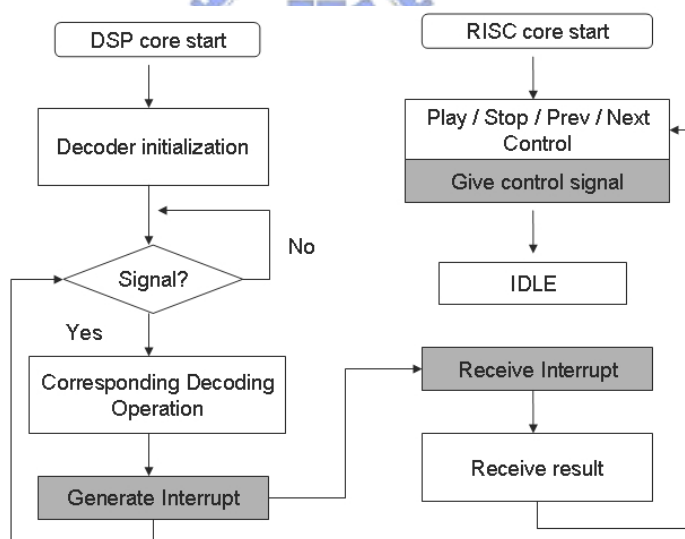 DSP core start
Decoder initialization
No
Signal?
Yes
Corresponding Decoding
Operation
Generate Interrupt
RISC core start
Play / Stop / Prev / Next
Control
Give control signal
IDLE
Receive Interrupt
Receive result